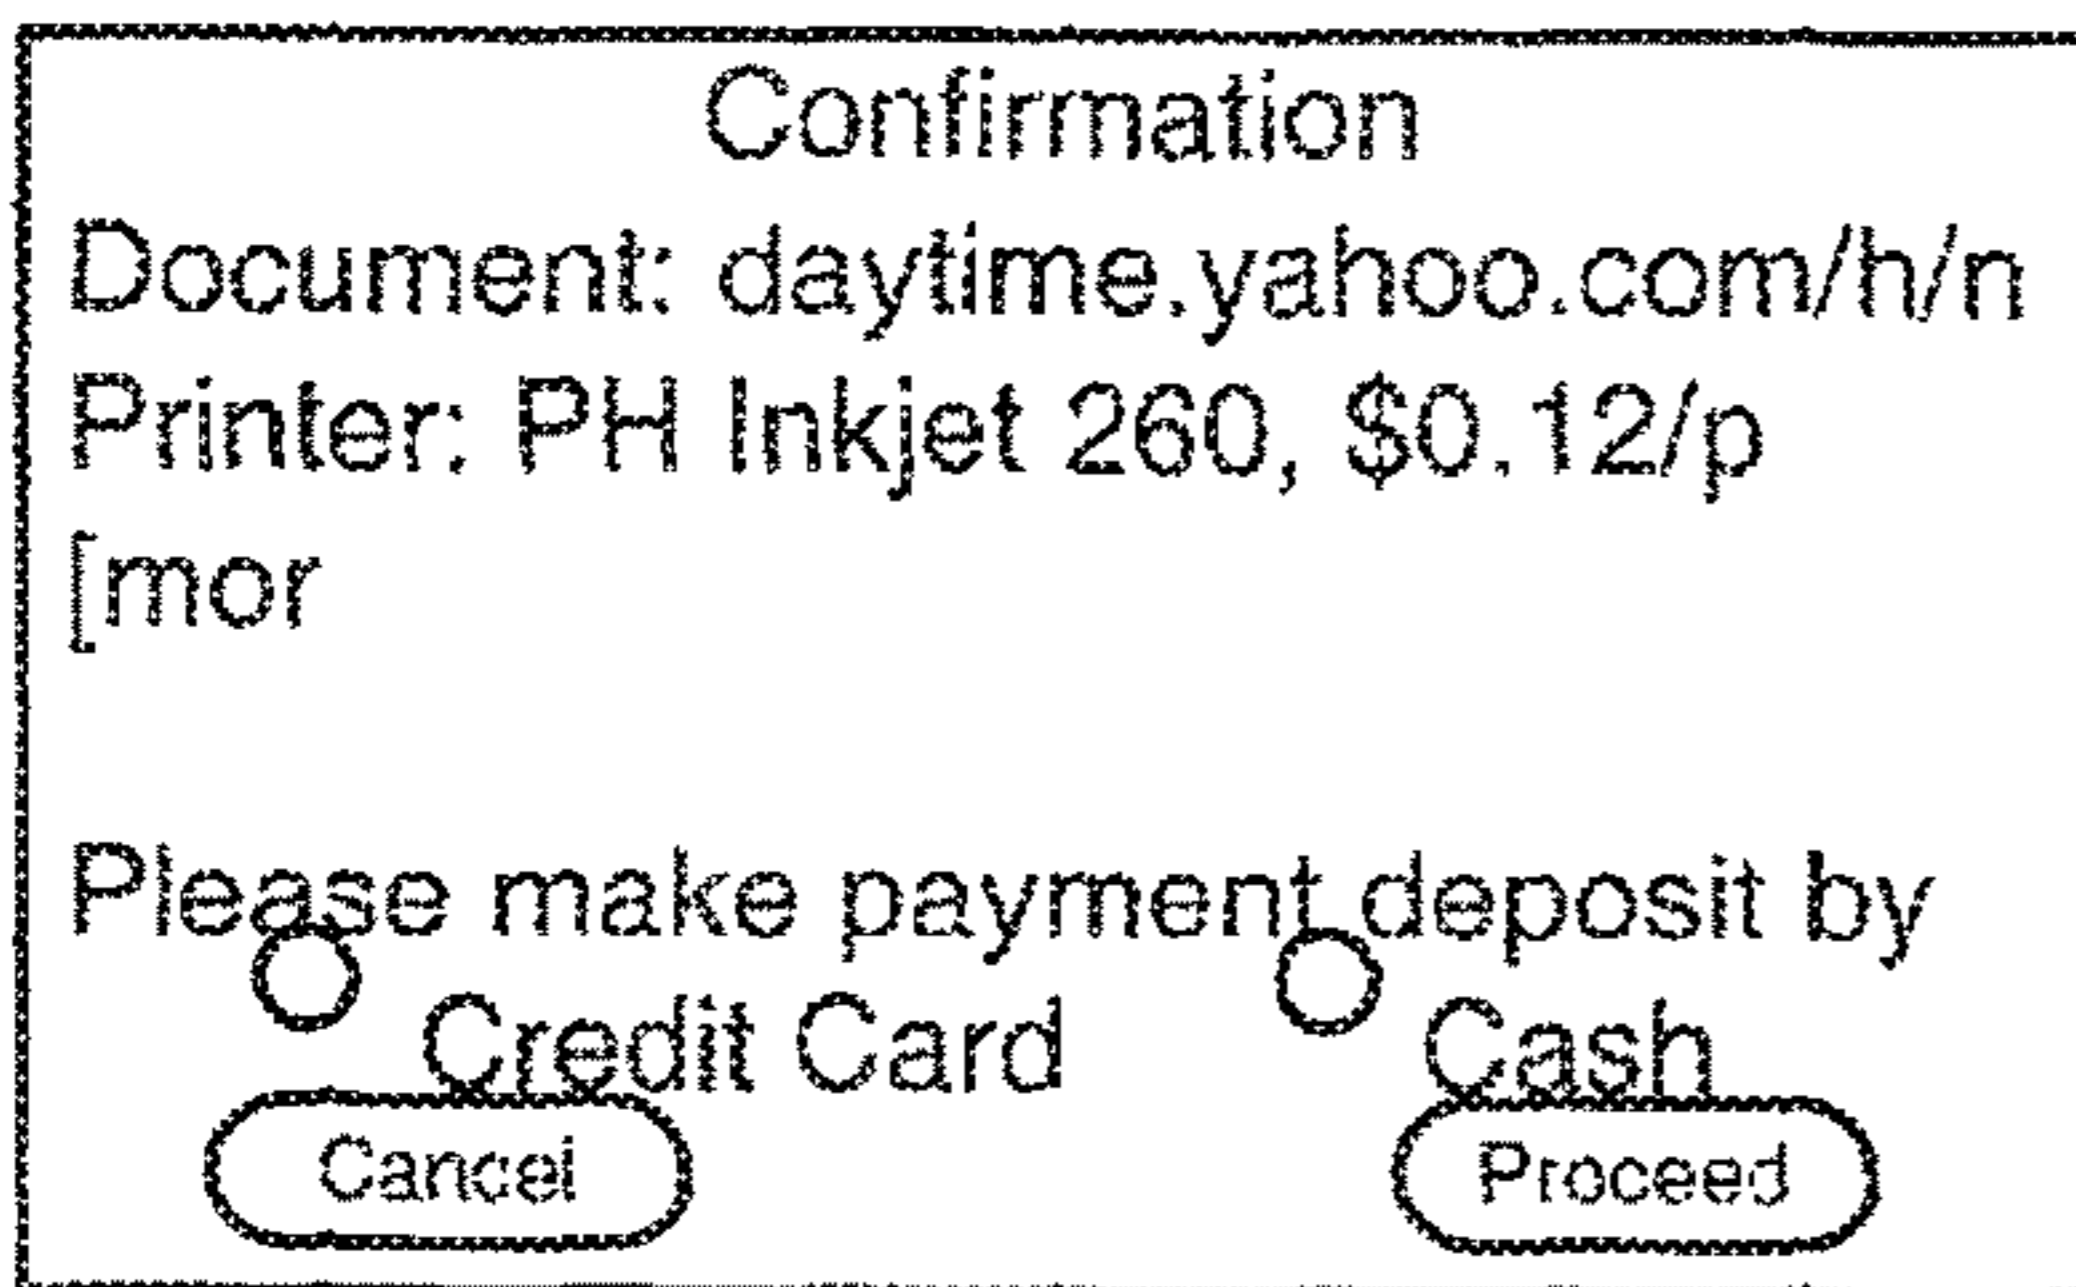 Confirmation
Document: daytime.yahoo.com/h/n
Printer: PH Inkjet 260, $0.12/p
[mor
Please make payment deposit by
Credit Card Cash
Cancel Proceed